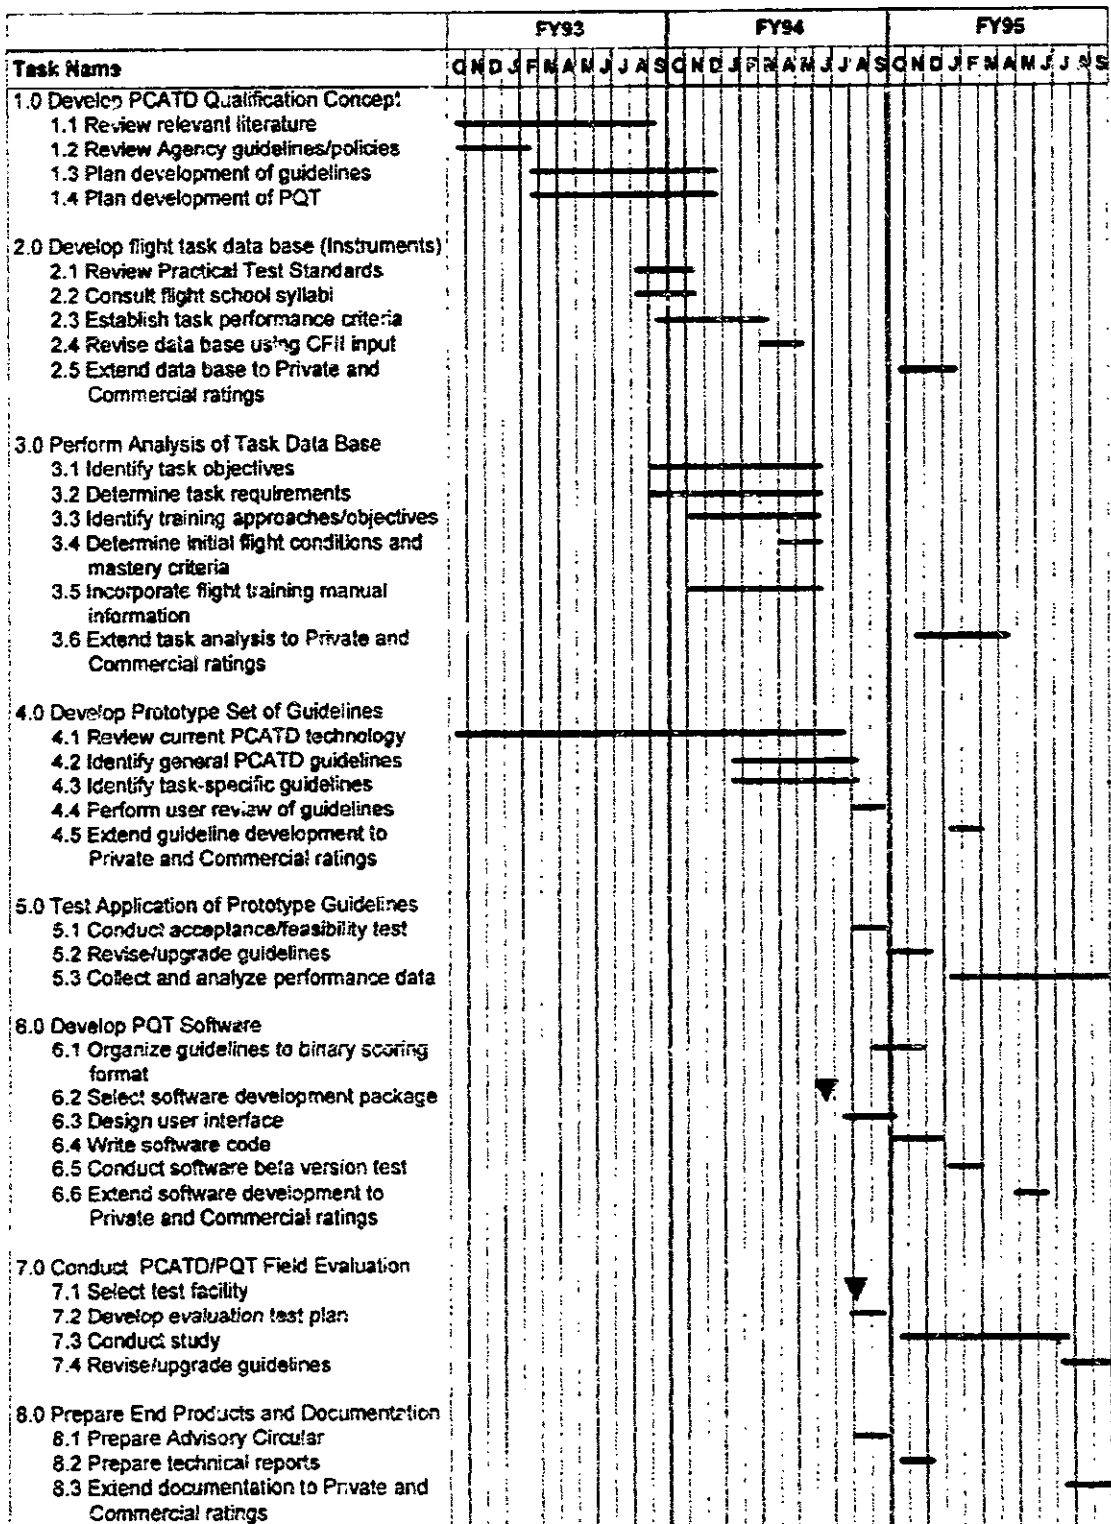 FY93 FY94 FY95
Task Name O N D J F M A M J J A S O N D J F M A M J J A S O N D J F M A M J J A S
1.0 Develop PCATD Qualification Concept
1.1 Review relevant literature
1.2 Review Agency guidelines/policies
1.3 Plan development of guidelines
1.4 Plan development of PQT
2.0 Develop flight task data base (Instruments)
2.1 Review Practical Test Standards
2.2 Consult flight school syllabi
2.3 Establish task performance criteria
2.4 Revise data base using CFII input
2.5 Extend data base to Private and
Commercial ratings
3.0 Perform Analysis of Task Data Base
3.1 Identify task objectives
3.2 Determine task requirements
3.3 Identify training approaches/objectives
3.4 Determine initial flight conditions and
mastery criteria
3.5 Incorporate flight training manual
information
3.6 Extend task analysis to Private and
Commercial ratings
4.0 Develop Prototype Set of Guidelines
4.1 Review current PCATD technology
4.2 Identify general PCATD guidelines
4.3 Identify task-specific guidelines
4.4 Perform user review of guidelines
4.5 Extend guideline development to
Private and Commercial ratings
5.0 Test Application of Prototype Guidelines
5.1 Conduct acceptance/feasibility test
5.2 Revise/upgrade guidelines
5.3 Collect and analyze performance data
6.0 Develop PQT Software
6.1 Organize guidelines to binary scoring
format
6.2 Select software development package
6.3 Design user interface
6.4 Write software code
6.5 Conduct software beta version test
6.6 Extend software development to
Private and Commercial ratings
7.0 Conduct PCATD/PQT Field Evaluation
7.1 Select test facility
7.2 Develop evaluation test plan
7.3 Conduct study
7.4 Revise/upgrade guidelines
8.0 Prepare End Products and Documentation
8.1 Prepare Advisory Circular
8.2 Prepare technical reports
8.3 Extend documentation to Private and
Commercial ratings